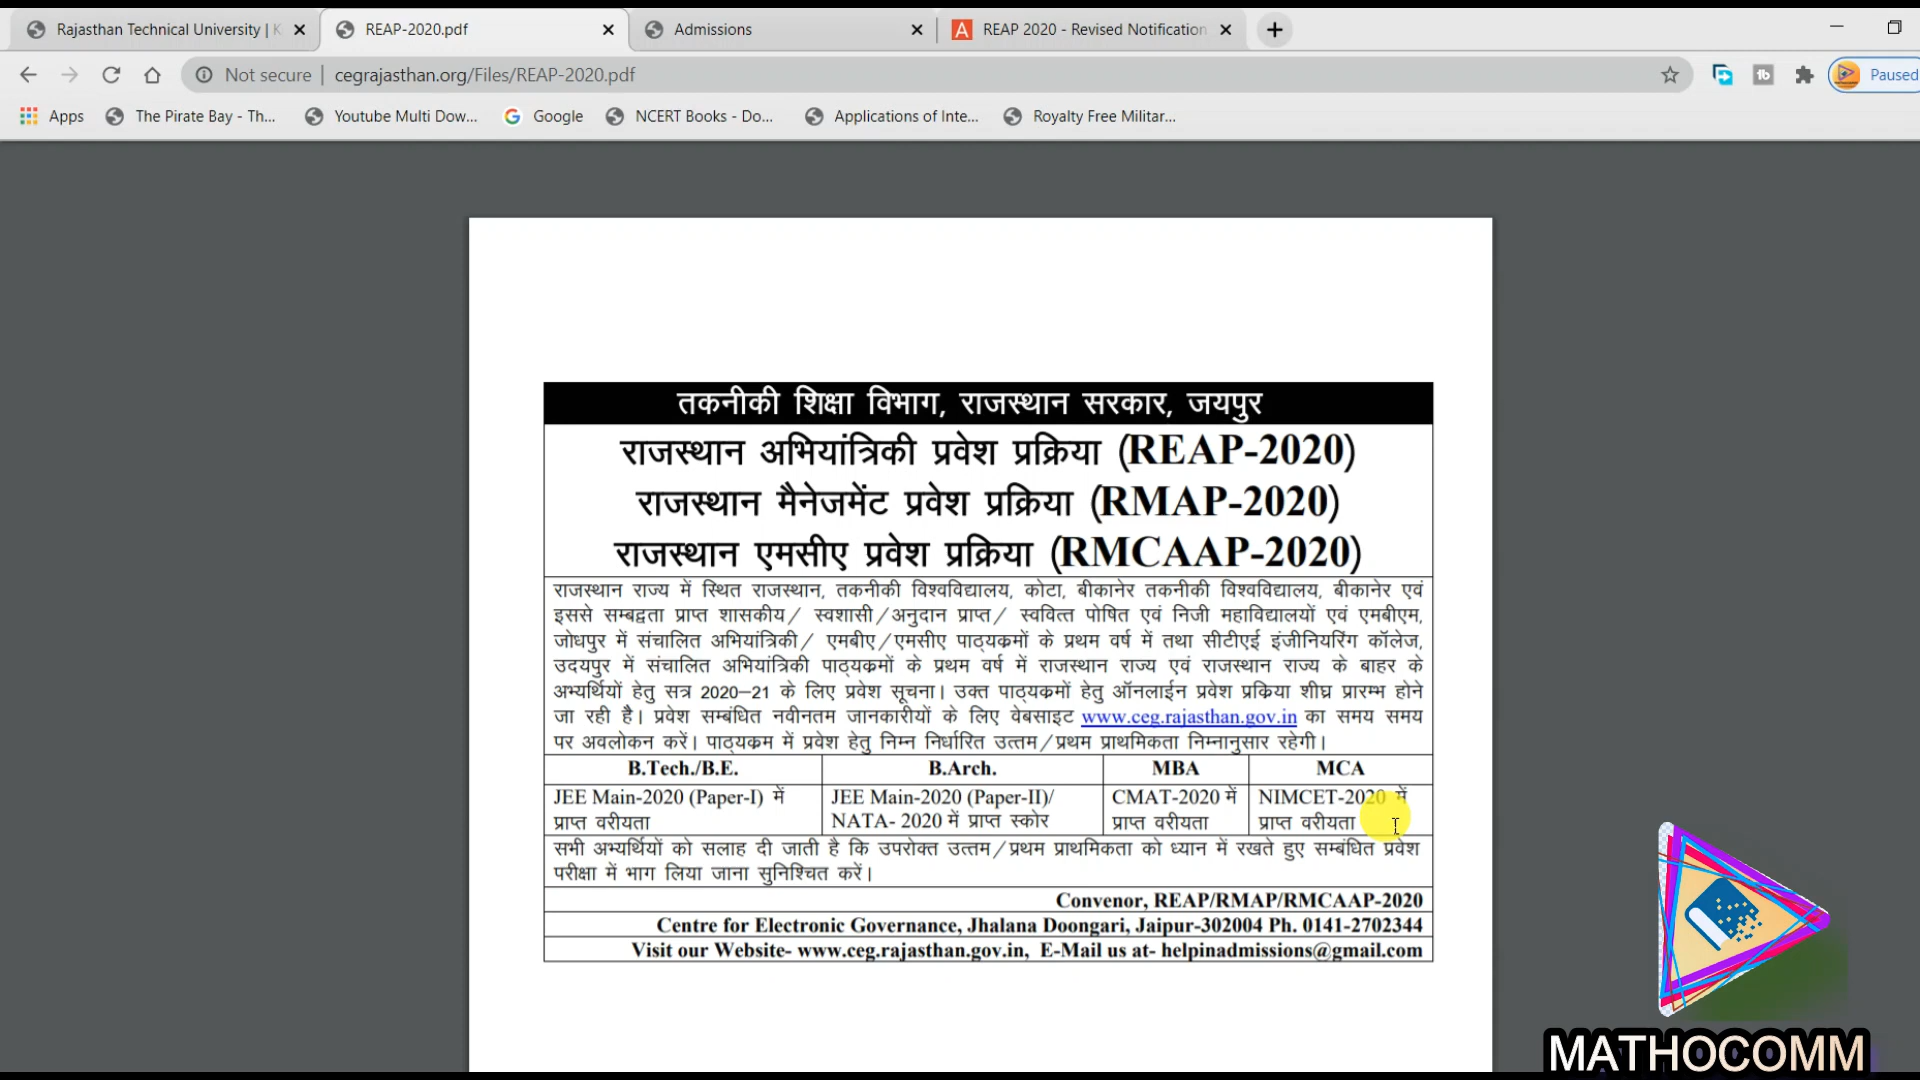 Rajasthan Technical University | K
REAP-2020.pdf
Admissions
REAP 2020 - Revised Notification
Not secure | cegrajasthan.org/Files/REAP-2020.pdf
Paused
Apps
The Pirate Bay - Th...
Youtube Multi Dow...
Google
NCERT Books - Do...
Applications of Inte...
Royalty Free Militar...
तकनीकी शिक्षा विभाग, राजस्थान सरकार, जयपुर
राजस्थान अभियांत्रिकी प्रवेश प्रक्रिया (REAP-2020)
राजस्थान मैनेजमेंट प्रवेश प्रक्रिया (RMAP-2020)
राजस्थान एमसीए प्रवेश प्रक्रिया (RMCAAP-2020)
राजस्थान राज्य में स्थित राजस्थान, तकनीकी विश्वविद्यालय, कोटा, बीकानेर तकनीकी विश्वविद्यालय, बीकानेर एवं
इससे सम्बद्वता प्राप्त शासकीय/ स्वशासी/अनुदान प्राप्त/ स्ववित्त पोषित एवं निजी महाविद्यालयों एवं एमबीएम,
जोधपुर में संचालित अभियांत्रिकी/ एमबीए/एमसीए पाठ्यक्रमों के प्रथम वर्ष में तथा सीटीएई इंजीनियरिंग कॉलेज,
उदयपुर में संचालित अभियांत्रिकी पाठ्यक्रमों के प्रथम वर्ष में राजस्थान राज्य एवं राजस्थान राज्य के बाहर के
अभ्यर्थियों हेतु सत्र 2020–21 के लिए प्रवेश सूचना। उक्त पाठ्यक्रमों हेतु ऑनलाईन प्रवेश प्रक्रिया शीघ्र प्रारम्भ होने
जा रही है। प्रवेश सम्बंधित नवीनतम जानकारीयों के लिए वेबसाइट www.ceg.rajasthan.gov.in का समय समय
पर अवलोकन करें। पाठ्यक्रम में प्रवेश हेतु निम्न निर्धारित उत्तम/प्रथम प्राथमिकता निम्नानुसार रहेगी।
B.Tech./B.E. B.Arch. MBA MCA
JEE Main-2020 (Paper-I) में JEE Main-2020 (Paper-II)/ CMAT-2020 में NIMCET-2020 में
प्राप्त वरीयता NATA- 2020 में प्राप्त स्कोर प्राप्त वरीयता प्राप्त वरीयता
सभी अभ्यर्थियों को सलाह दी जाती है कि उपरोक्त उत्तम/प्रथम प्राथमिकता को ध्यान में रखते हुए सम्बंधित प्रवेश
परीक्षा में भाग लिया जाना सुनिश्चित करें।
Convenor, REAP/RMAP/RMCAAP-2020
Centre for Electronic Governance, Jhalana Doongari, Jaipur-302004 Ph. 0141-2702344
Visit our Website- www.ceg.rajasthan.gov.in, E-Mail us at- helpinadmissions@gmail.com
MATHOCOMM